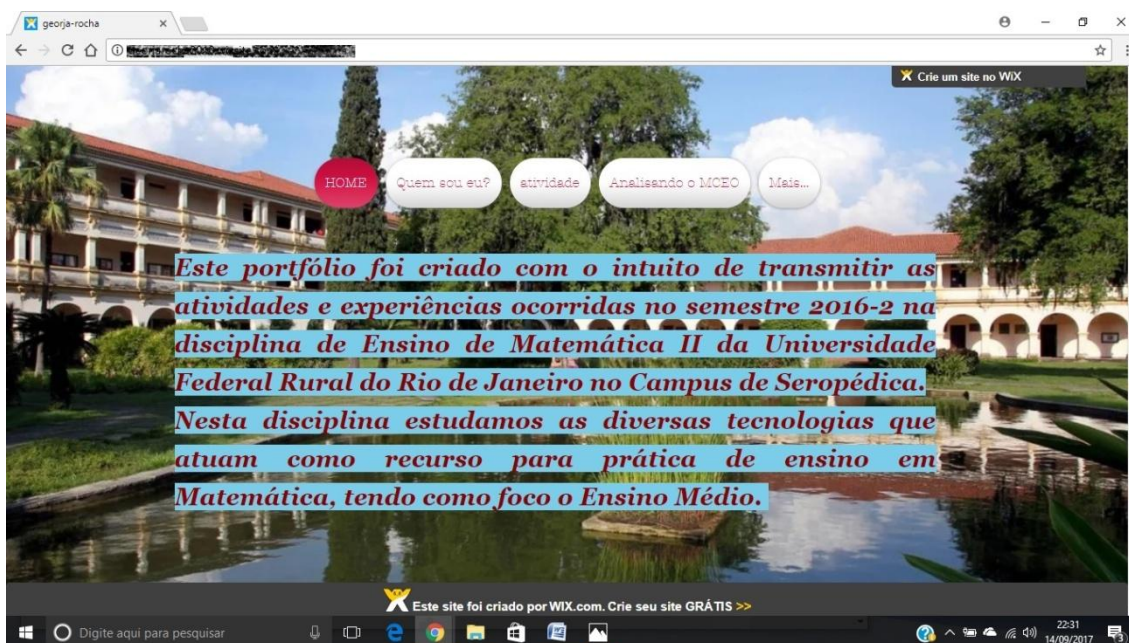 georja-rocha
Crie um site no WiX
HOME
Quem sou eu?
atividade
Analisando o MCEO
Mais...
Este portfólio foi criado com o intuito de transmitir as
atividades e experiências ocorridas no semestre 2016-2 na
disciplina de Ensino de Matemática II da Universidade
Federal Rural do Rio de Janeiro no Campus de Seropédica.
Nesta disciplina estudamos as diversas tecnologias que
atuam como recurso para prática de ensino em
Matemática, tendo como foco o Ensino Médio.
Este site foi criado por WIX.com. Crie seu site GRÁTIS >>
Digite aqui para pesquisar
22:31
14/09/2017